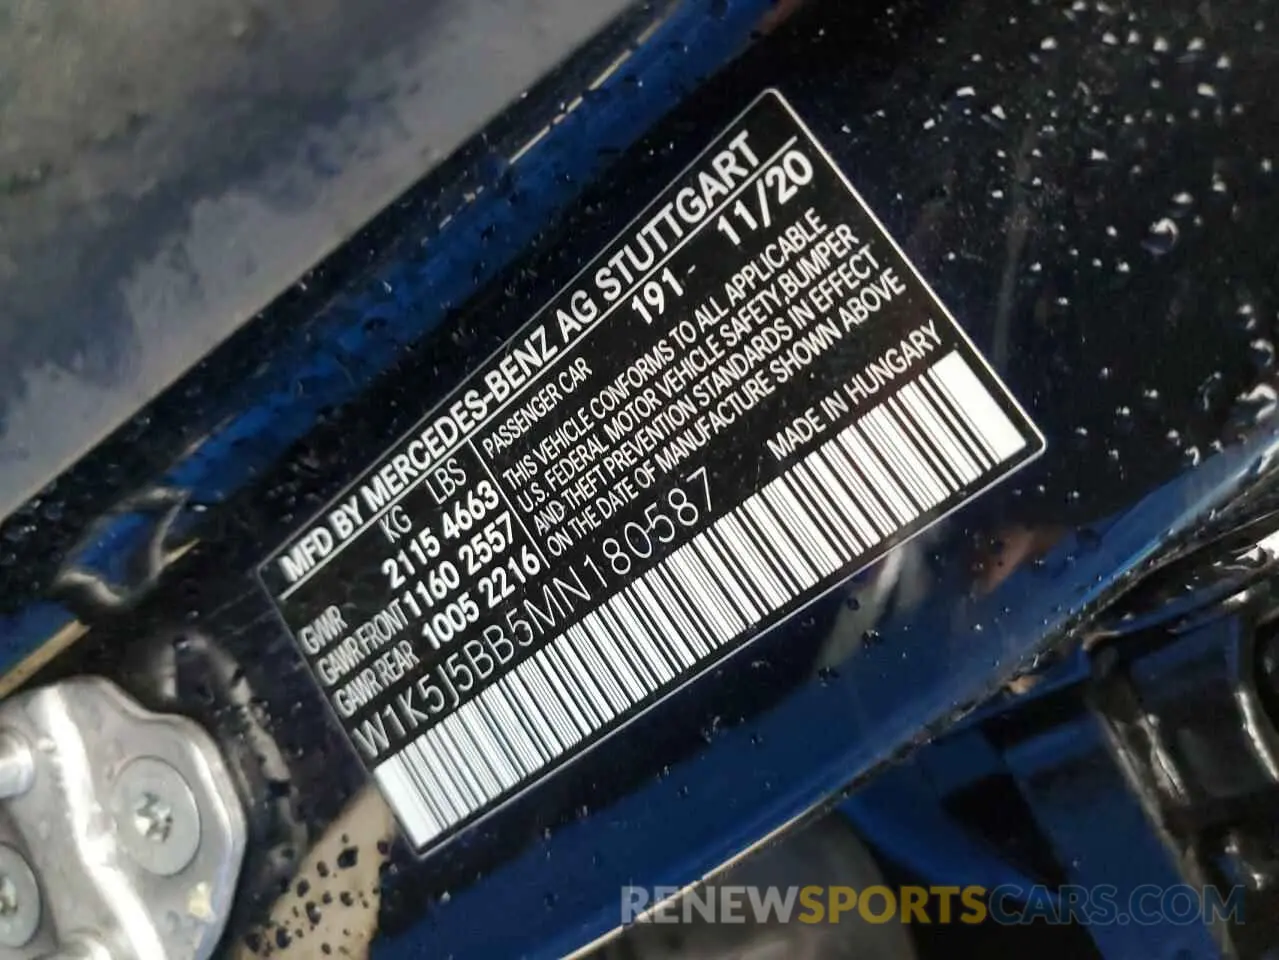 MFD BY MERCEDES-BENZ AG STUTTGART
KG LBS
GVWR 2115 4663
GAWR FRONT 1160 2557
GAWR REAR 1005 2216
PASSENGER CAR 191 - 11/20
THIS VEHICLE CONFORMS TO ALL APPLICABLE
U.S. FEDERAL MOTOR VEHICLE SAFETY, BUMPER
AND THEFT PREVENTION STANDARDS IN EFFECT
ON THE DATE OF MANUFACTURE SHOWN ABOVE
W1K5J5BB5MN180587
MADE IN HUNGARY
RENEWSPORTSCARS.COM